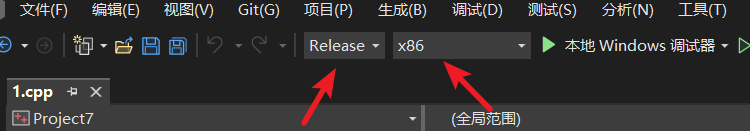 文件(F) 编辑(E) 视图(V) Git(G) 项目(P) 生成(B) 调试(D) 测试(S) 分析(N) 工具(T)
Release x86 本地 Windows 调试器
1.cpp
Project7 (全局范围)